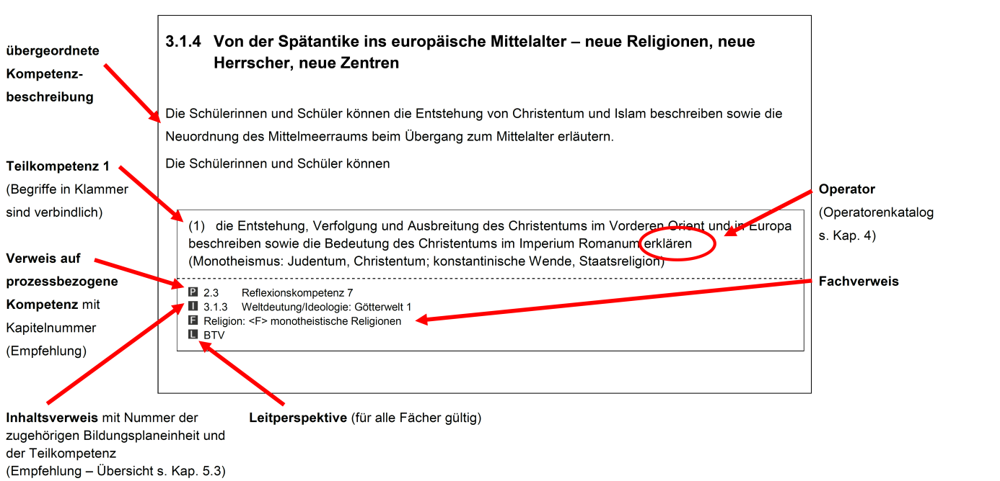 3.1.4 Von der Spätantike ins europäische Mittelalter – neue Religionen, neue
Herrscher, neue Zentren
übergeordnete
Kompetenz-
beschreibung
Die Schülerinnen und Schüler können die Entstehung von Christentum und Islam beschreiben sowie die
Neuordnung des Mittelmeerraums beim Übergang zum Mittelalter erläutern.
Die Schülerinnen und Schüler können
Teilkompetenz 1
(Begriffe in Klammer
sind verbindlich)
(1) die Entstehung, Verfolgung und Ausbreitung des Christentums im Vorderen Orient und in Europa
beschreiben sowie die Bedeutung des Christentums im Imperium Romanum erklären
(Monotheismus: Judentum, Christentum; konstantinische Wende, Staatsreligion)
Operator
(Operatorenkatalog
s. Kap. 4)
Verweis auf
prozessbezogene
Kompetenz mit
Kapitelnummer
(Empfehlung)
P 2.3 Reflexionskompetenz 7
I 3.1.3 Weltdeutung/Ideologie: Götterwelt 1
F Religion: <F> monotheistische Religionen
L BTV
Fachverweis
Inhaltsverweis mit Nummer der
zugehörigen Bildungsplaneinheit und
der Teilkompetenz
(Empfehlung – Übersicht s. Kap. 5.3)
Leitperspektive (für alle Fächer gültig)